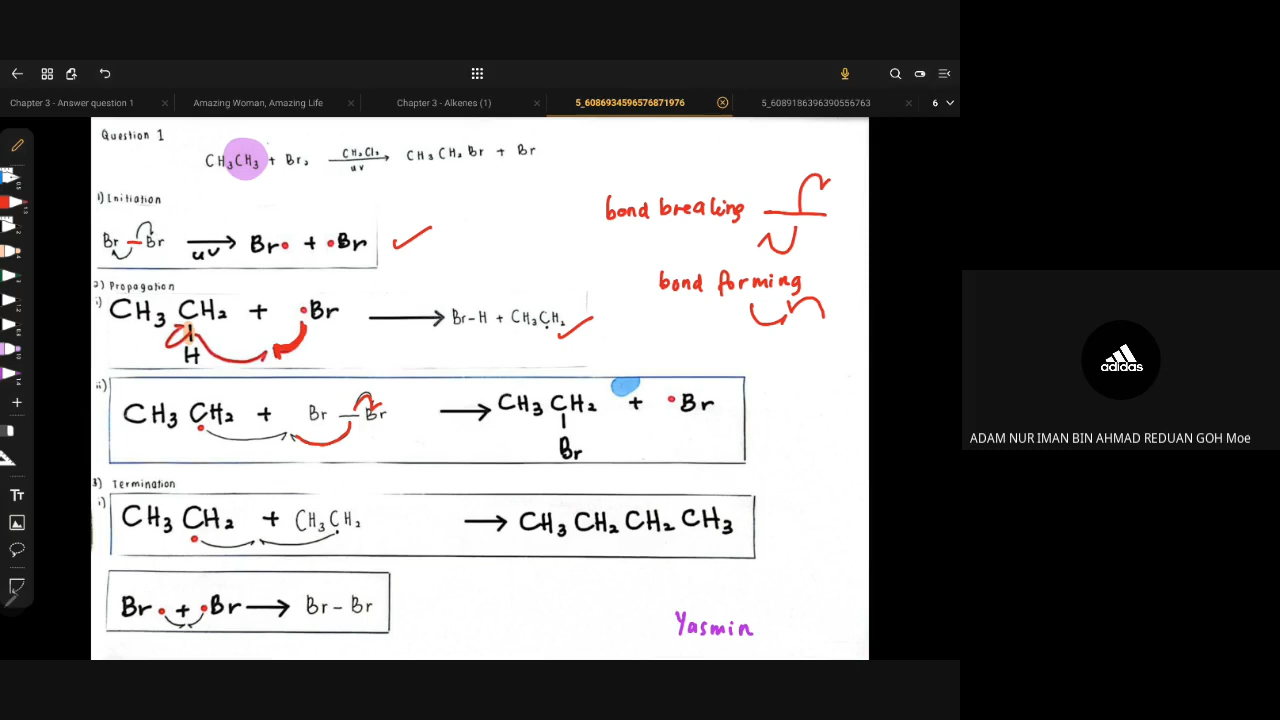 Chapter 3 - Answer question 1
Amazing Woman, Amazing Life
Chapter 3 - Alkenes (1)
5_6086934596576871976
5_6089186396390556763
6
Question 1
CH3CH3 + Br2 CH2Cl2 uv → CH3CH2Br + Br
1) Initiation
Br – Br uv → Br• + •Br
bond breaking
bond forming
2) Propagation
i)
CH3 CH2 + •Br → Br-H + CH3ĊH2
H
ii)
CH3 CH2 + Br — Br → CH3 CH2 + •Br
Br
3) Termination
i)
CH3 CH2 + CH3CH2 → CH3 CH2 CH2 CH3
Br• + •Br → Br – Br
Yasmin
adidas
ADAM NUR IMAN BIN AHMAD REDUAN GOH Moe
Tт